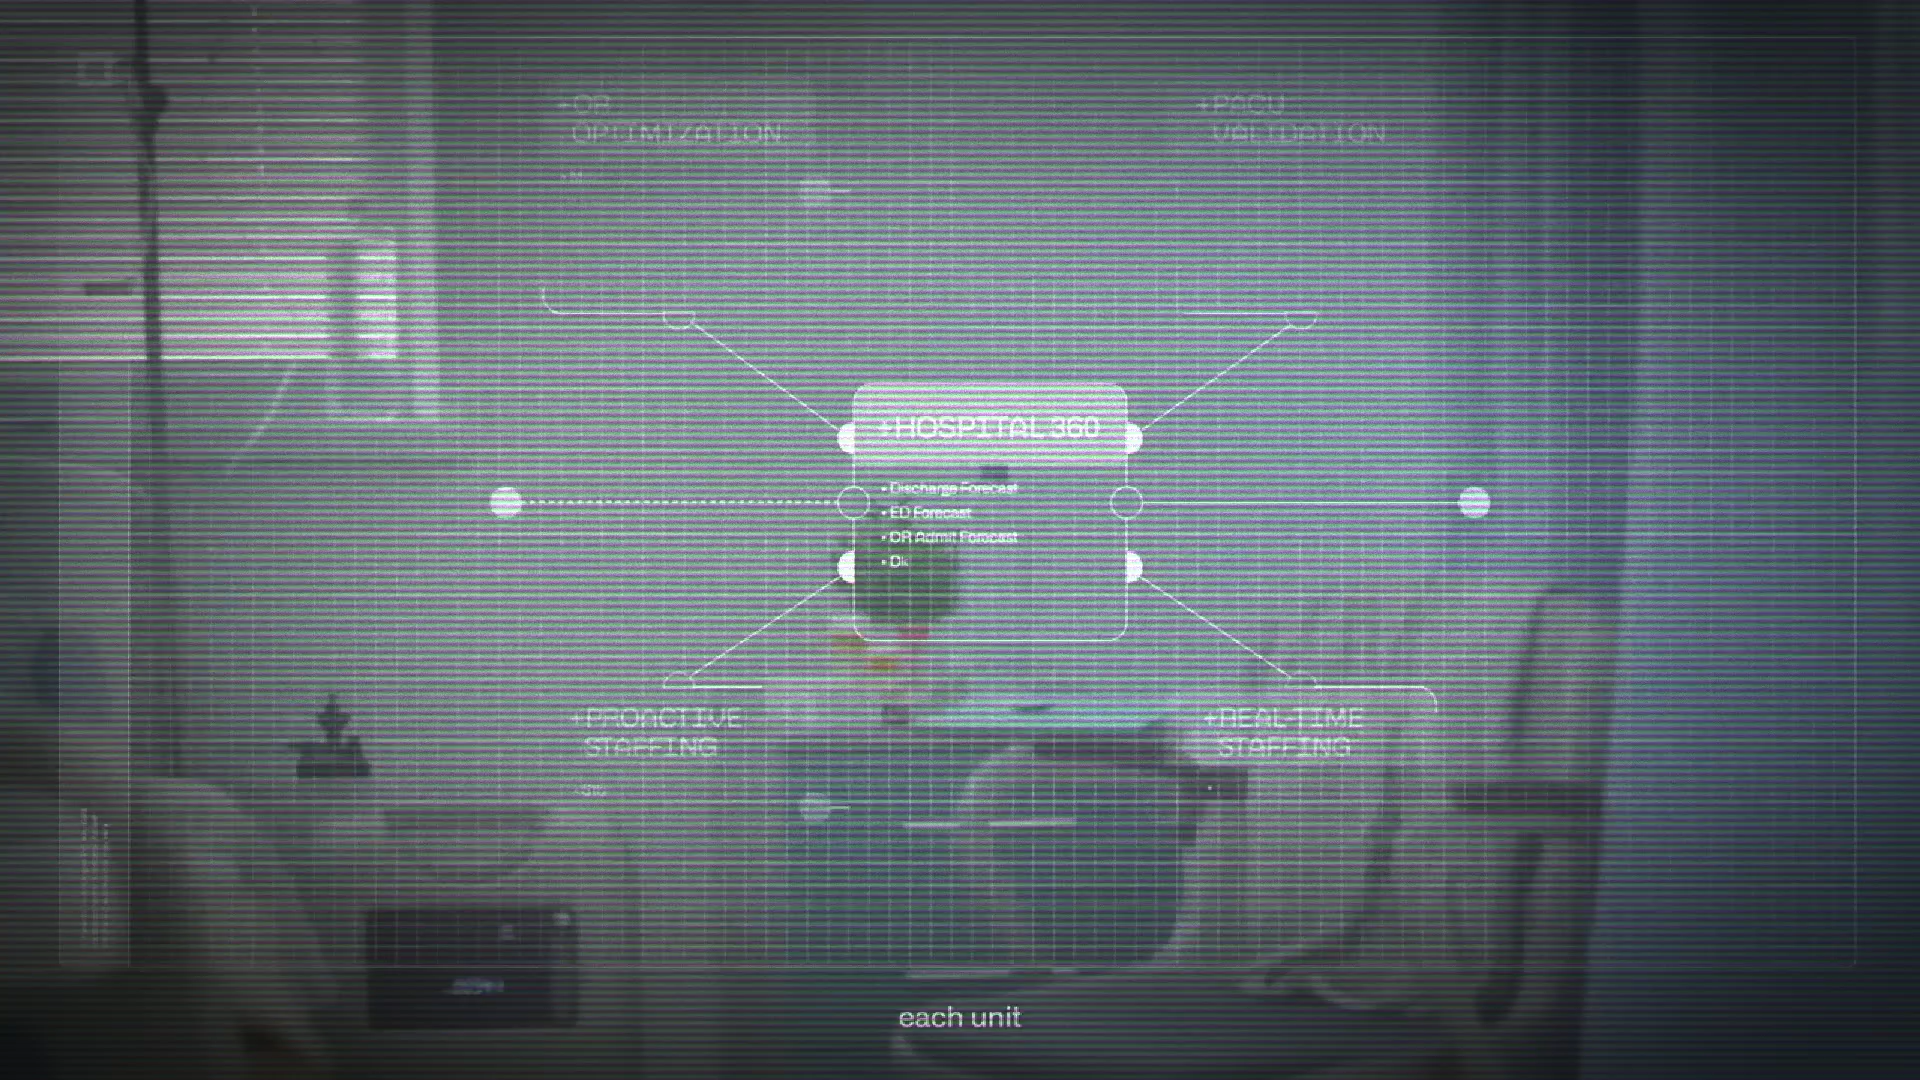 +OR
OPTIMIZATION
+PACU
VALIDATION
+HOSPITAL 360
• Discharge Forecast
• ED Forecast
• OR Admit Forecast
+PROACTIVE
STAFFING
+REAL-TIME
STAFFING
each unit